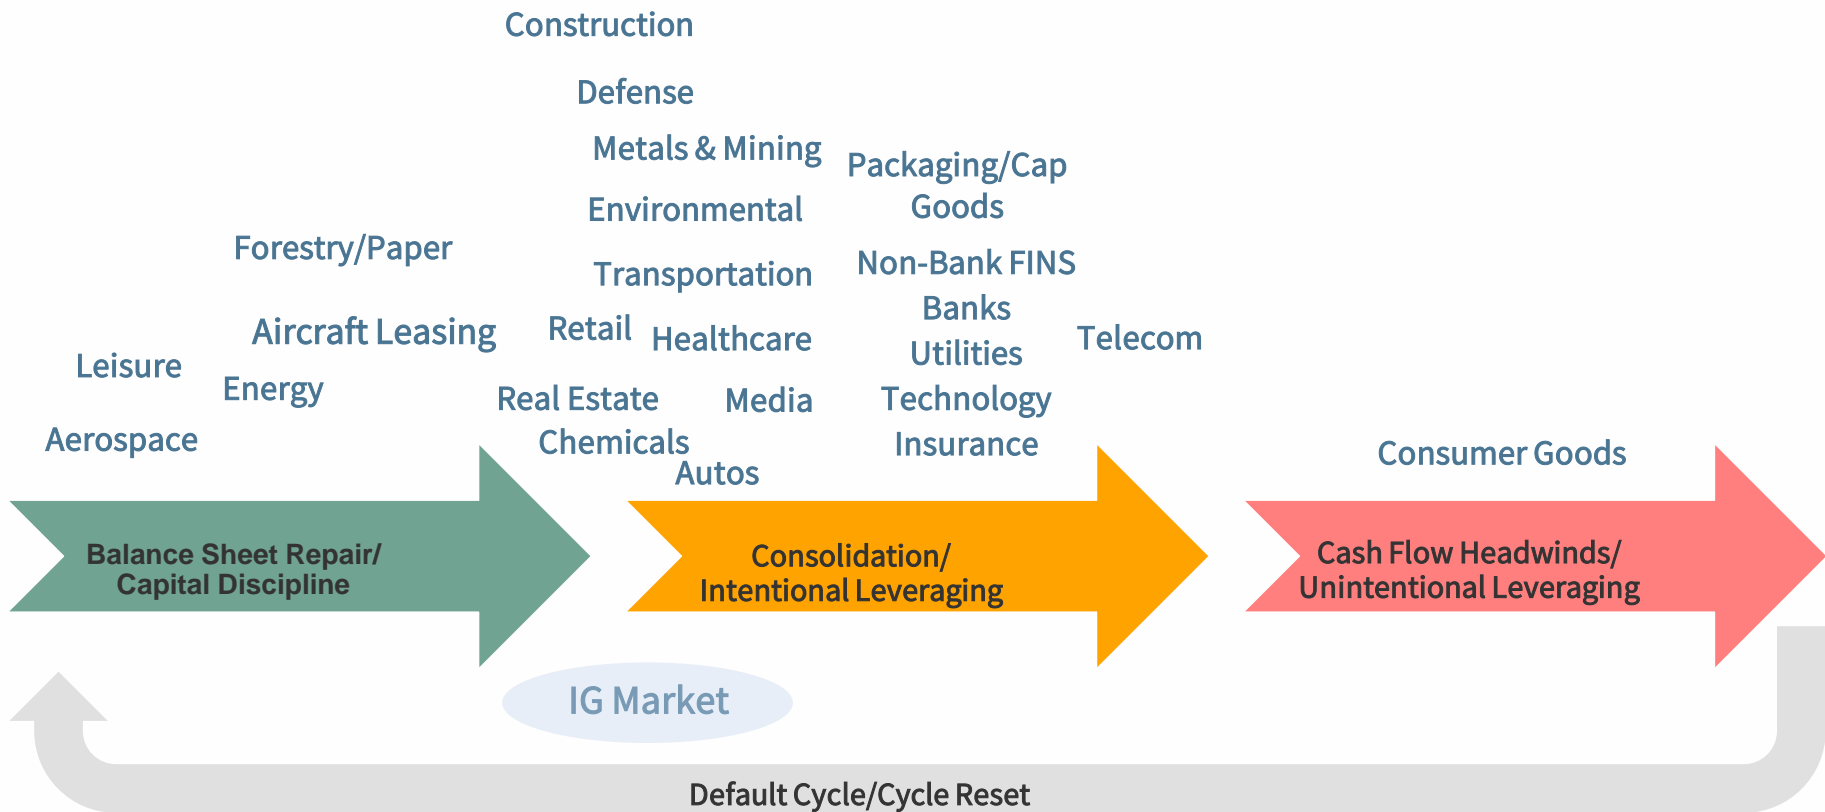 Construction
Defense
Metals & Mining
Packaging/Cap
Goods
Environmental
Forestry/Paper
Transportation
Non-Bank FINS
Banks
Aircraft Leasing
Retail
Healthcare
Utilities
Telecom
Leisure
Energy
Real Estate
Media
Technology
Aerospace
Chemicals
Insurance
Autos
Consumer Goods
Balance Sheet Repair/
Capital Discipline
Consolidation/
Intentional Leveraging
Cash Flow Headwinds/
Unintentional Leveraging
IG Market
Default Cycle/Cycle Reset